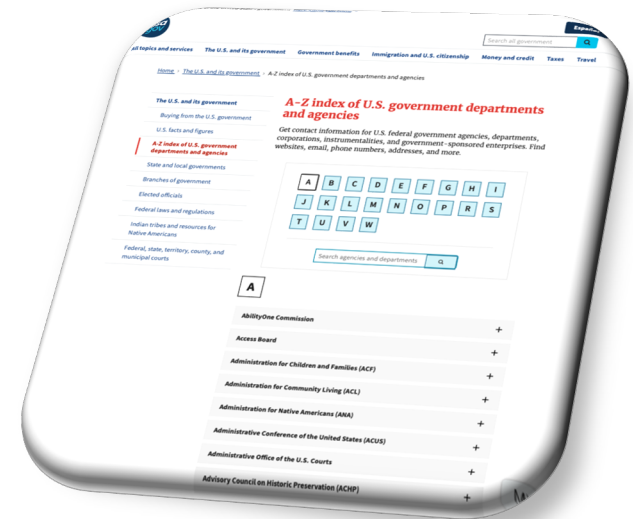 Español
Search all government
All topics and services The U.S. and its government Government benefits Immigration and U.S. citizenship Money and credit Taxes Travel
Home › The U.S. and its government › A-Z index of U.S. government departments and agencies
The U.S. and its government
Buying from the U.S. government
U.S. facts and figures
A-Z index of U.S. government
departments and agencies
State and local governments
Branches of government
Elected officials
Federal laws and regulations
Indian tribes and resources for
Native Americans
Federal, state, territory, county, and
municipal courts
A–Z index of U.S. government departments
and agencies
Get contact information for U.S. federal government agencies, departments,
corporations, instrumentalities, and government-sponsored enterprises. Find
websites, email, phone numbers, addresses, and more.
A B C D E F G H I
J K L M N O P R S
T U V W
Search agencies and departments
A
AbilityOne Commission +
Access Board +
Administration for Children and Families (ACF) +
Administration for Community Living (ACL) +
Administration for Native Americans (ANA) +
Administrative Conference of the United States (ACUS) +
Administrative Office of the U.S. Courts +
Advisory Council on Historic Preservation (ACHP) +